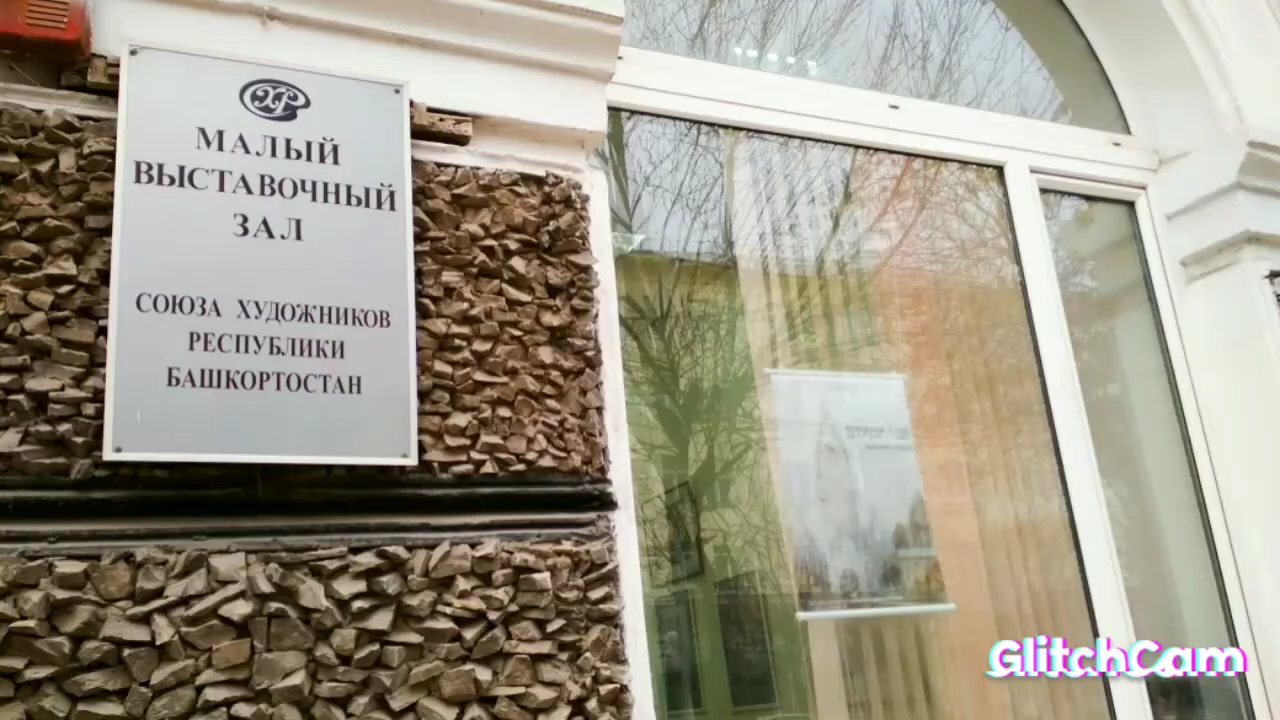 ХР
МАЛЫЙ
ВЫСТАВОЧНЫЙ
ЗАЛ
СОЮЗА ХУДОЖНИКОВ
РЕСПУБЛИКИ
БАШКОРТОСТАН
GlitchCam